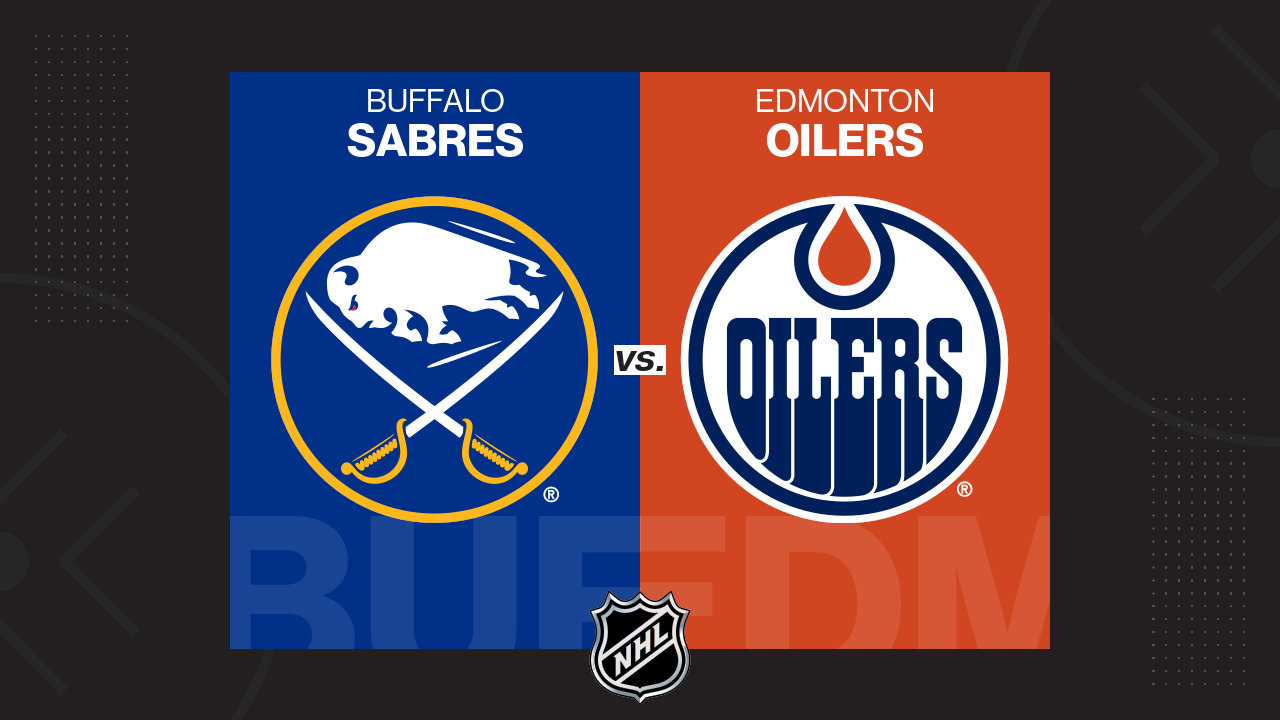 BUFFALO
SABRES
EDMONTON
OILERS
vs.
OILERS
®
®
BUF
EDM
NHL